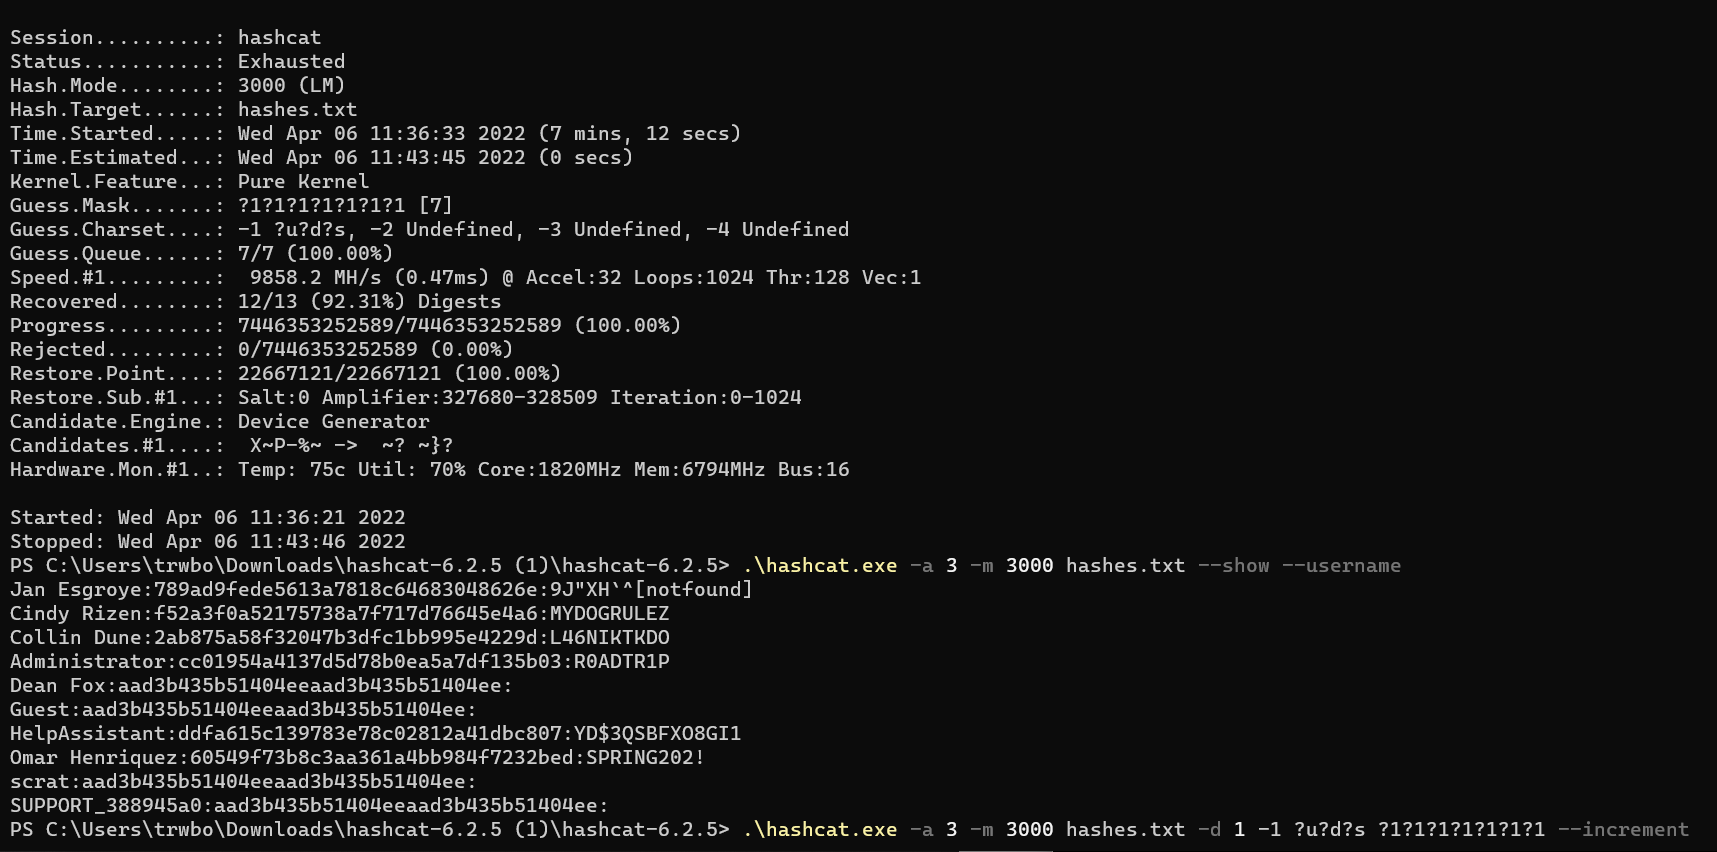 Session..........: hashcat
Status...........: Exhausted
Hash.Mode........: 3000 (LM)
Hash.Target......: hashes.txt
Time.Started.....: Wed Apr 06 11:36:33 2022 (7 mins, 12 secs)
Time.Estimated...: Wed Apr 06 11:43:45 2022 (0 secs)
Kernel.Feature...: Pure Kernel
Guess.Mask.......: ?1?1?1?1?1?1?1 [7]
Guess.Charset....: -1 ?u?d?s, -2 Undefined, -3 Undefined, -4 Undefined
Guess.Queue......: 7/7 (100.00%)
Speed.#1.........:  9858.2 MH/s (0.47ms) @ Accel:32 Loops:1024 Thr:128 Vec:1
Recovered........: 12/13 (92.31%) Digests
Progress.........: 7446353252589/7446353252589 (100.00%)
Rejected.........: 0/7446353252589 (0.00%)
Restore.Point....: 22667121/22667121 (100.00%)
Restore.Sub.#1...: Salt:0 Amplifier:327680-328509 Iteration:0-1024
Candidate.Engine.: Device Generator
Candidates.#1....:  X~P-%~ ->  ~? ~}?
Hardware.Mon.#1..: Temp: 75c Util: 70% Core:1820MHz Mem:6794MHz Bus:16
Started: Wed Apr 06 11:36:21 2022
Stopped: Wed Apr 06 11:43:46 2022
PS C:\Users\trwbo\Downloads\hashcat-6.2.5 (1)\hashcat-6.2.5> .\hashcat.exe -a 3 -m 3000 hashes.txt --show --username
Jan Esgroye:789ad9fede5613a7818c64683048626e:9J"XH`^[notfound]
Cindy Rizen:f52a3f0a52175738a7f717d76645e4a6:MYDOGRULEZ
Collin Dune:2ab875a58f32047b3dfc1bb995e4229d:L46NIKTKDO
Administrator:cc01954a4137d5d78b0ea5a7df135b03:R0ADTR1P
Dean Fox:aad3b435b51404eeaad3b435b51404ee:
Guest:aad3b435b51404eeaad3b435b51404ee:
HelpAssistant:ddfa615c139783e78c02812a41dbc807:YD$3QSBFXO8GI1
Omar Henriquez:60549f73b8c3aa361a4bb984f7232bed:SPRING202!
scrat:aad3b435b51404eeaad3b435b51404ee:
SUPPORT_388945a0:aad3b435b51404eeaad3b435b51404ee:
PS C:\Users\trwbo\Downloads\hashcat-6.2.5 (1)\hashcat-6.2.5> .\hashcat.exe -a 3 -m 3000 hashes.txt -d 1 -1 ?u?d?s ?1?1?1?1?1?1?1 --increment